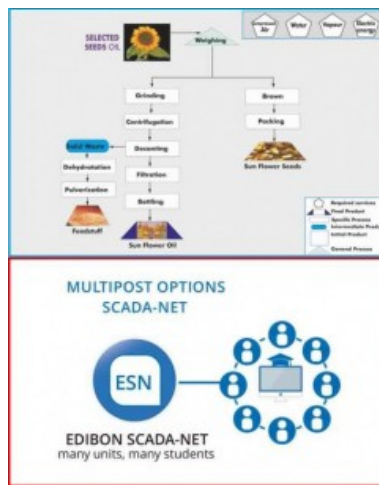 SELECTED
SEEDS OIL
Weighing
Compressed
Air
Water
Vapour
Electric
energy
Grinding
Brown
Centrifugation
Packing
Solid Waste
Decanting
Dehydratation
Filtration
Sun Flower Seeds
Pulverization
Bottling
Feedstuff
Sun Flower Oil
Required services
Final Product
Specific Process
Intermediate
Initial Product
General Process
MULTIPOST OPTIONS
SCADA-NET
ESN
EDIBON SCADA-NET
many units, many students